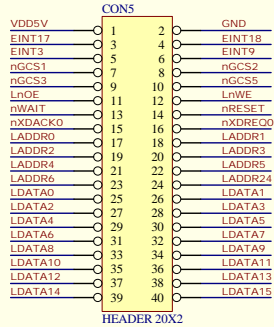 CON5
VDD5V 1 2 GND
EINT17 3 4 EINT18
EINT3 5 6 EINT9
nGCS1 7 8 nGCS2
nGCS3 9 10 nGCS5
LnOE 11 12 LnWE
nWAIT 13 14 nRESET
nXDACK0 15 16 nXDREQ0
LADDR0 17 18 LADDR1
LADDR2 19 20 LADDR3
LADDR4 21 22 LADDR5
LADDR6 23 24 LADDR24
LDATA0 25 26 LDATA1
LDATA2 27 28 LDATA3
LDATA4 29 30 LDATA5
LDATA6 31 32 LDATA7
LDATA8 33 34 LDATA9
LDATA10 35 36 LDATA11
LDATA12 37 38 LDATA13
LDATA14 39 40 LDATA15
HEADER 20X2